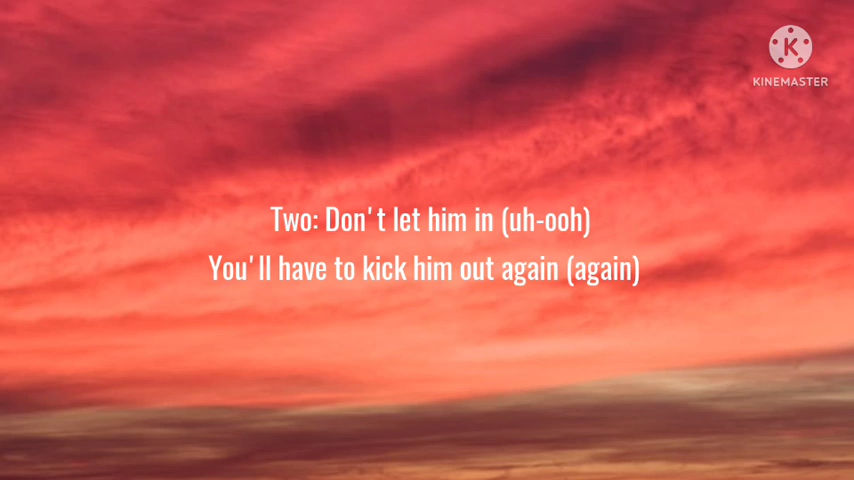 KINEMASTER
Two: Don't let him in (uh-ooh)
You'll have to kick him out again (again)